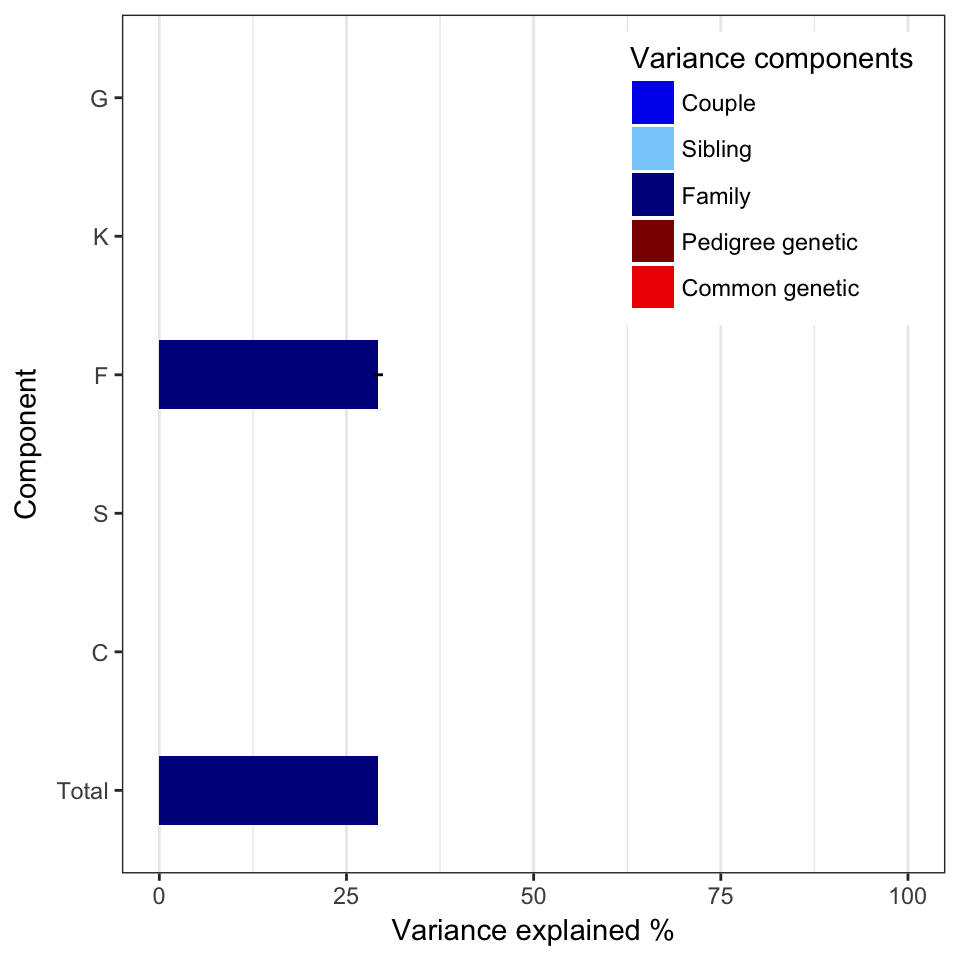 Variance components
Couple
Sibling
Family
Pedigree genetic
Common genetic
G
K
F
S
C
Total
Component
0 25 50 75 100
Variance explained %